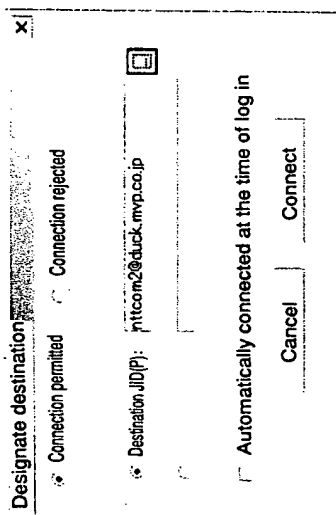 Designate destination
Connection permitted Connection rejected
Destination JID(P): nttcom2@duck.mvp.co.jp
Automatically connected at the time of log in
Cancel Connect